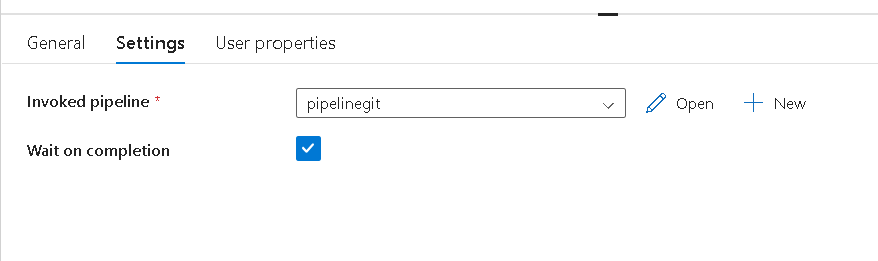 General Settings User properties
Invoked pipeline * pipelinegit Open New
Wait on completion